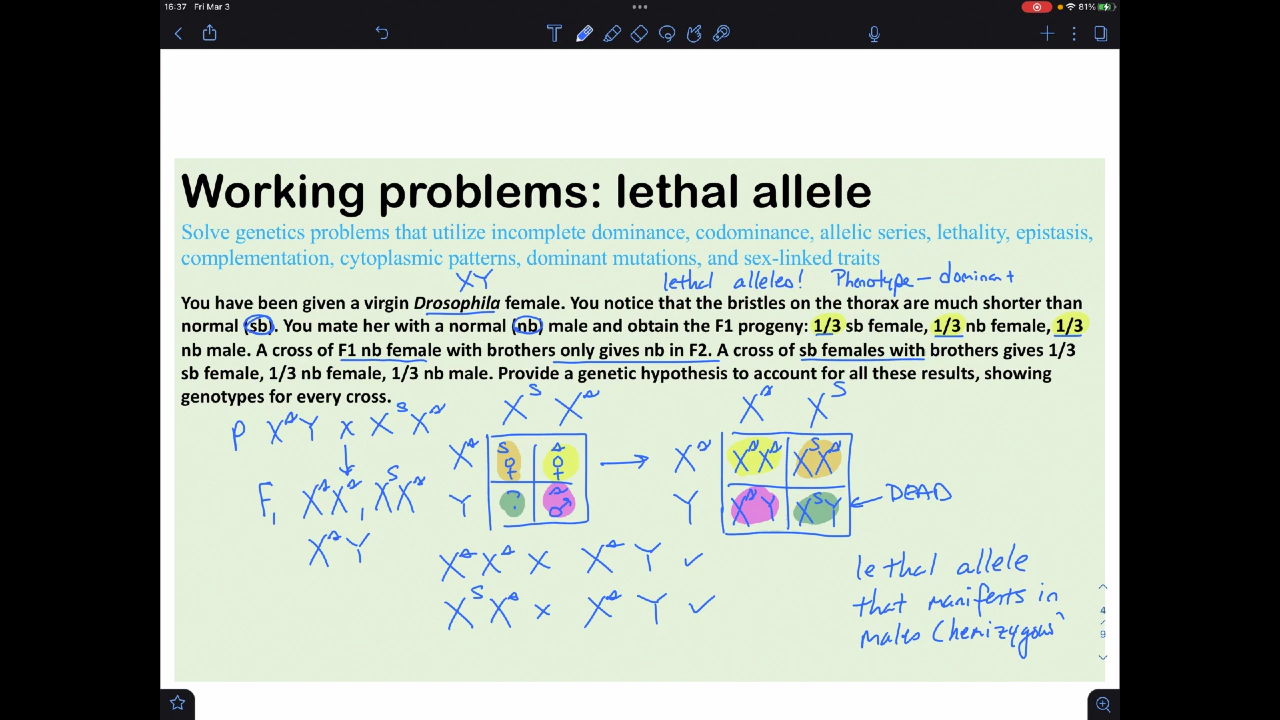 16:37 Fri Mar 3
81%
Working problems: lethal allele
Solve genetics problems that utilize incomplete dominance, codominance, allelic series, lethality, epistasis,
complementation, cytoplasmic patterns, dominant mutations, and sex-linked traits
XY lethal alleles! Phenotype – dominant
You have been given a virgin Drosophila female. You notice that the bristles on the thorax are much shorter than
normal (sb). You mate her with a normal (nb) male and obtain the F1 progeny: 1/3 sb female, 1/3 nb female, 1/3
nb male. A cross of F1 nb female with brothers only gives nb in F2. A cross of sb females with brothers gives 1/3
sb female, 1/3 nb female, 1/3 nb male. Provide a genetic hypothesis to account for all these results, showing
genotypes for every cross.
X^S X^s X^s X^S
P X^s Y x X^S X^s
X^s S♀ s♀ → X^s X^s X^s X^S X^s
F1 X^s X^s, X^S X^s
Y ? s♂ Y X^s Y X^S Y ← DEAD
X^s Y
X^s X^s x X^s Y ✓
X^S X^s x X^s Y ✓
lethal allele
that manifests in
males (hemizygous)
4
9